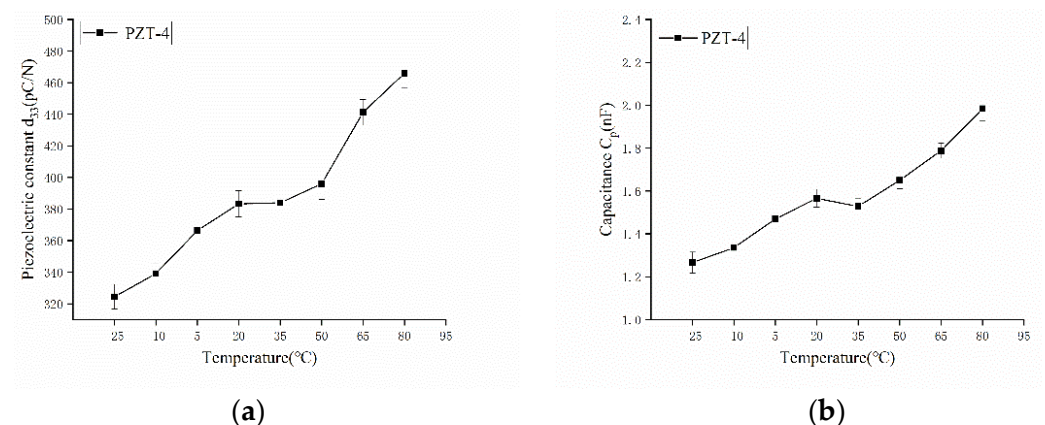 500
480
460
440
420
400
380
360
340
320
Piezoelectric constant d33(pC/N)
PZT-4
25 10 5 20 35 50 65 80 95
Temperature(°C)
(a)
2.4
2.2
2.0
1.8
1.6
1.4
1.2
1.0
Capacitance Cp(nF)
PZT-4
25 10 5 20 35 50 65 80 95
Temperature(°C)
(b)